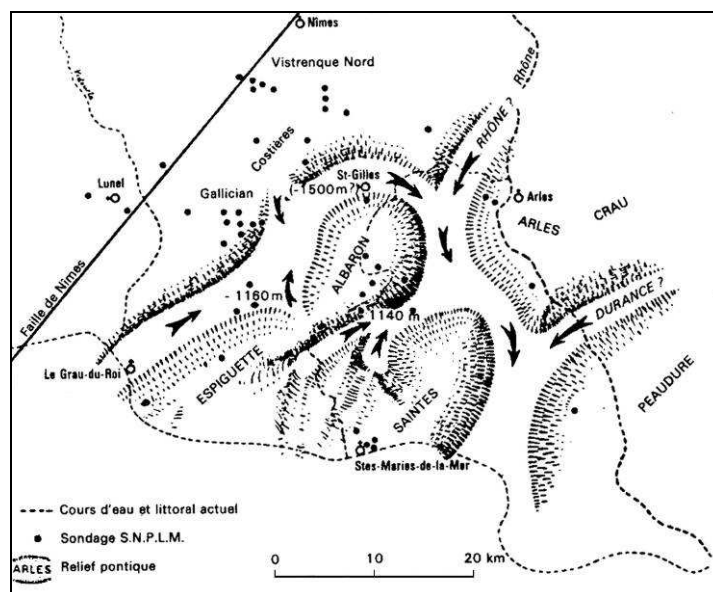 Nîmes
Vistrenque Nord
Rhône
Vidourle
Costières
RHÔNE ?
Lunel
St-Gilles
(-1500m?)
Gallician
Arles
ARLES
CRAU
ALBARON
Faille de Nîmes
- 1160m
- 1140 m
DURANCE ?
Le Grau-du-Roi
ESPIGUETTE
SAINTES
PEAUDURE
Stes-Maries-de-la-Mer
Cours d'eau et littoral actuel
Sondage S.N.P.L.M.
ARLES Relief pontique
0 10 20 km